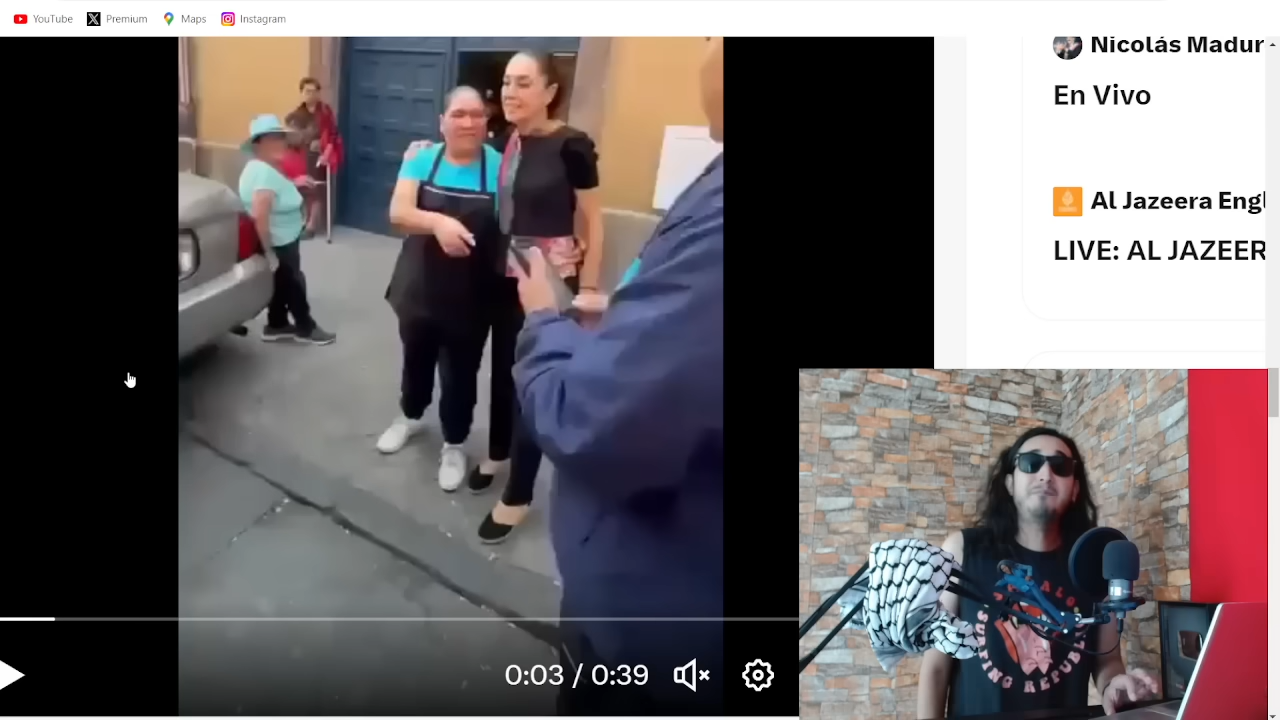 YouTube
Premium
Maps
Instagram
Nicolás Madur
En Vivo
Al Jazeera Engl
LIVE: AL JAZEER
0:03 / 0:39
SURFING REPUBL